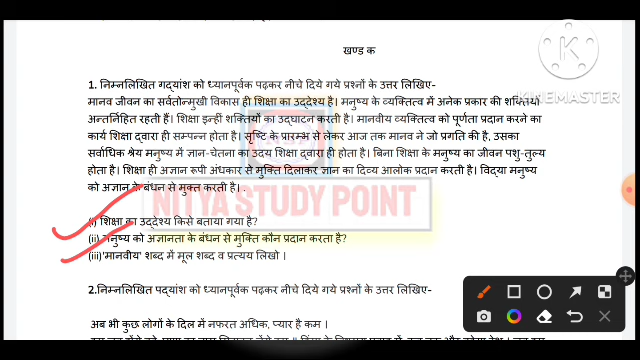 खण्ड क
KINEMASTER
1. निम्नलिखित गद्यांश को ध्यानपूर्वक पढ़कर नीचे दिये गये प्रश्नों के उत्तर लिखिए-
मानव जीवन का सर्वतोन्मुखी विकास ही शिक्षा का उद्देश्य है। मनुष्य के व्यक्तित्व में अनेक प्रकार की शक्तियाँ
अन्तर्निहित रहती हैं। शिक्षा इन्हीं शक्तियों का उद्घाटन करती है। मानवीय व्यक्तित्व को पूर्णता प्रदान करने का
कार्य शिक्षा द्वारा ही सम्पन्न होता है। सृष्टि के प्रारम्भ से लेकर आज तक मानव ने जो प्रगति की है, उसका
सर्वाधिक श्रेय मनुष्य में ज्ञान-चेतना का उदय शिक्षा द्वारा ही होता है। बिना शिक्षा के मनुष्य का जीवन पशु-तुल्य
होता है। शिक्षा ही अज्ञान रूपी अंधकार से मुक्ति दिलाकर ज्ञान का दिव्य आलोक प्रदान करती है। विद्या मनुष्य
को अज्ञान के बंधन से मुक्त करती है। .
NITYA STUDY POINT
(i) शिक्षा का उद्देश्य किसे बताया गया है?
(ii) मनुष्य को अज्ञानता के बंधन से मुक्ति कौन प्रदान करता है?
(iii) 'मानवीय' शब्द में मूल शब्द व प्रत्यय लिखो ।
2.निम्नलिखित पद्यांश को ध्यानपूर्वक पढ़कर नीचे दिये गये प्रश्नों के उत्तर लिखिए-
अब भी कुछ लोगों के दिल में नफरत अधिक, प्यार है कम ।